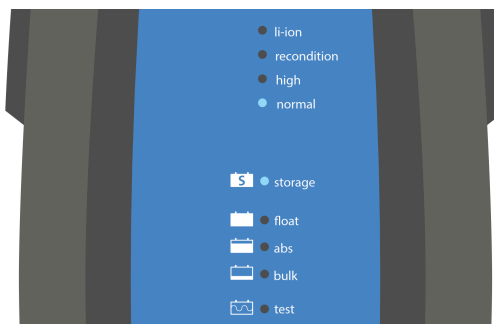 li-ion
recondition
high
normal
S storage
float
abs
bulk
test